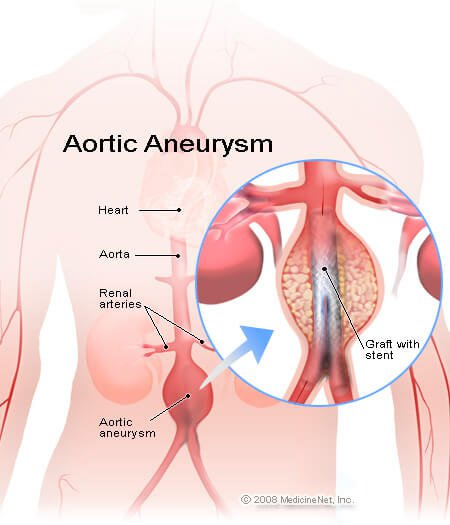 Aortic Aneurysm
Heart
Aorta
Renal
arteries
Graft with
stent
Aortic
aneurysm
© 2008 MedicineNet, Inc.